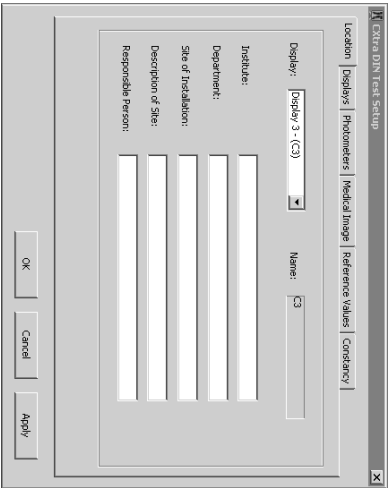 CXtra DIN Test Setup
Location Displays Photometers Medical Image Reference Values Constancy
Display: Display 3 - (C3) Name: C3
Institute:
Department:
Site of Installation:
Description of Site:
Responsible Person:
OK Cancel Apply